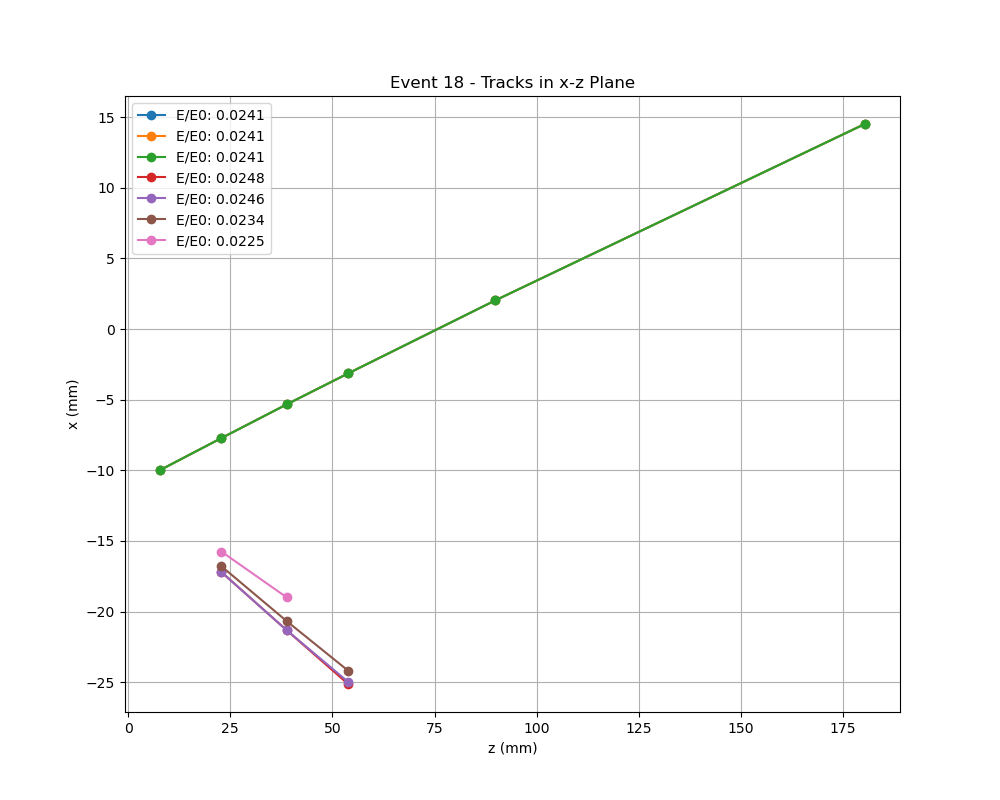 Event 18 - Tracks in x-z Plane
E/E0: 0.0241
E/E0: 0.0241
E/E0: 0.0241
E/E0: 0.0248
E/E0: 0.0246
E/E0: 0.0234
E/E0: 0.0225
15
10
5
0
−5
−10
−15
−20
−25
x (mm)
0 25 50 75 100 125 150 175
z (mm)